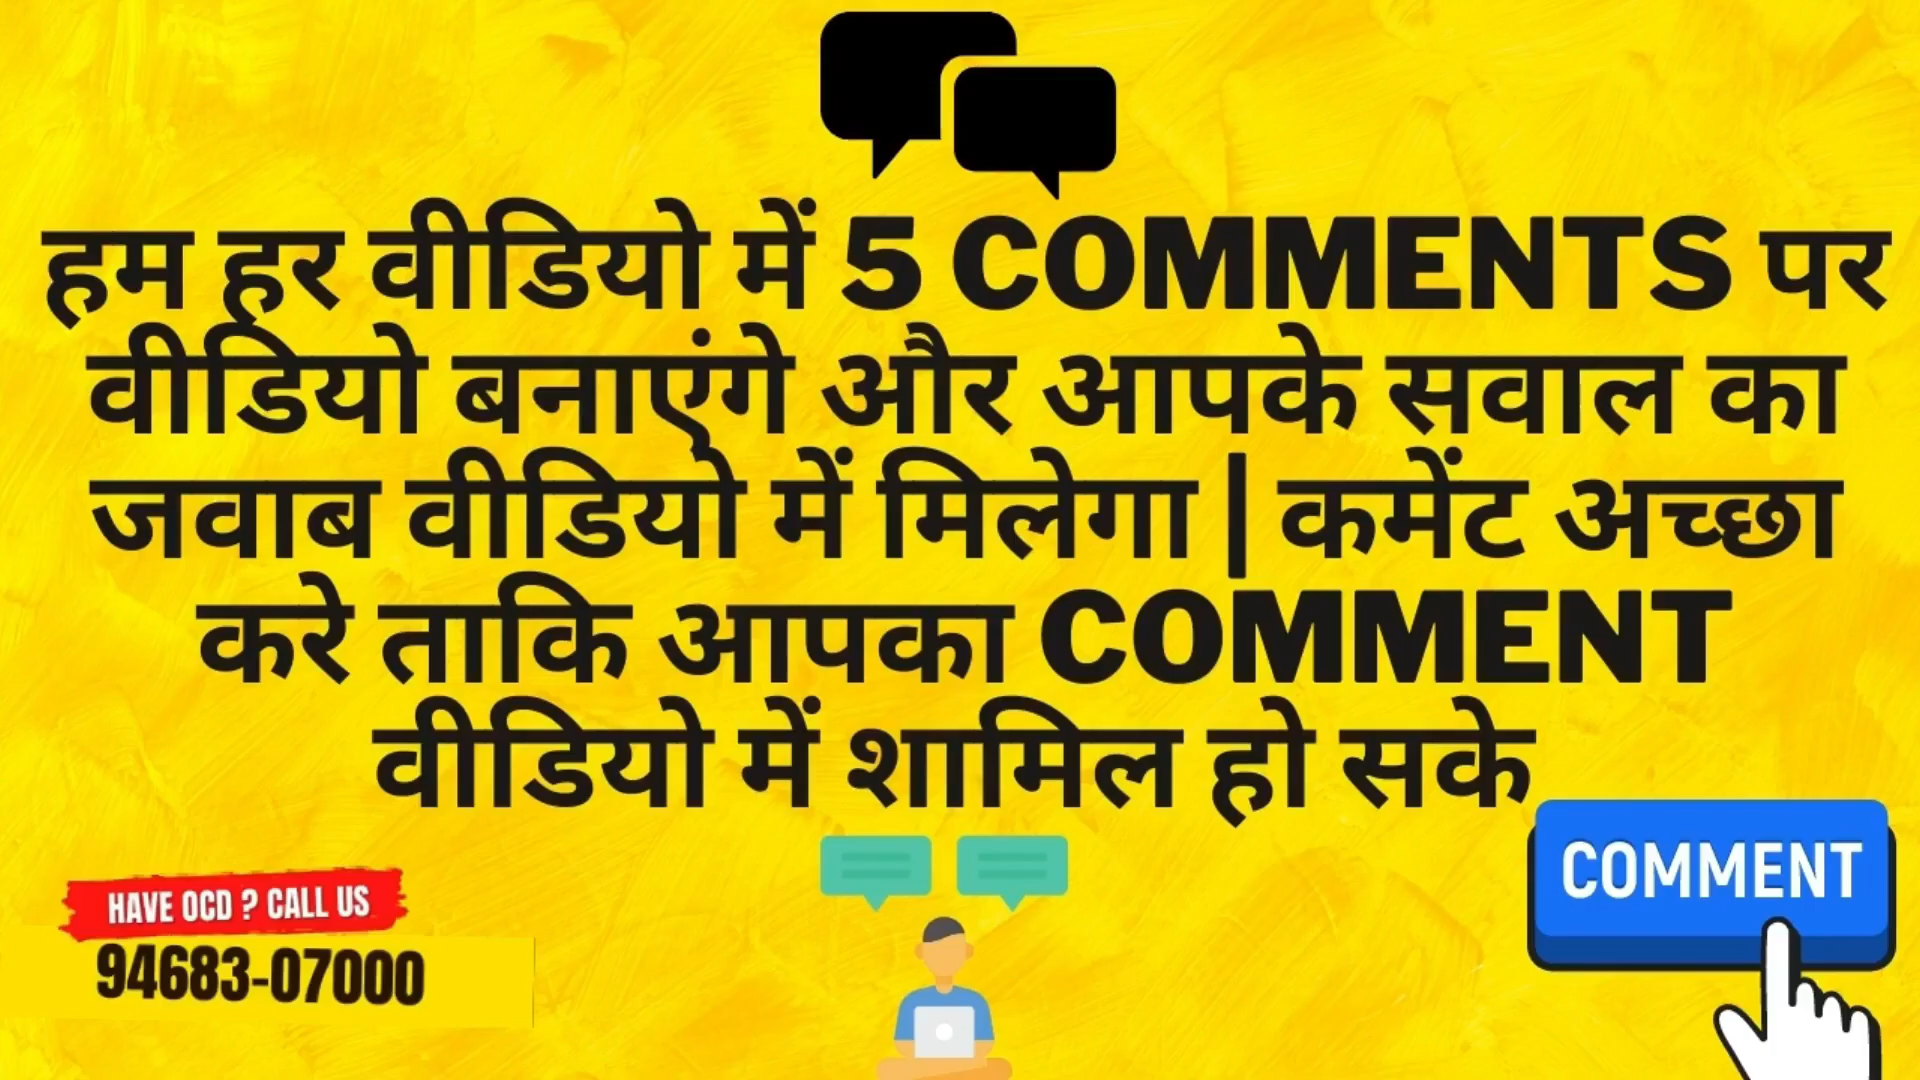 हम हर वीडियो में 5 COMMENTS पर
वीडियो बनाएंगे और आपके सवाल का
जवाब वीडियो में मिलेगा | कमेंट अच्छा
करे ताकि आपका COMMENT
वीडियो में शामिल हो सके
COMMENT
HAVE OCD ? CALL US
94683-07000